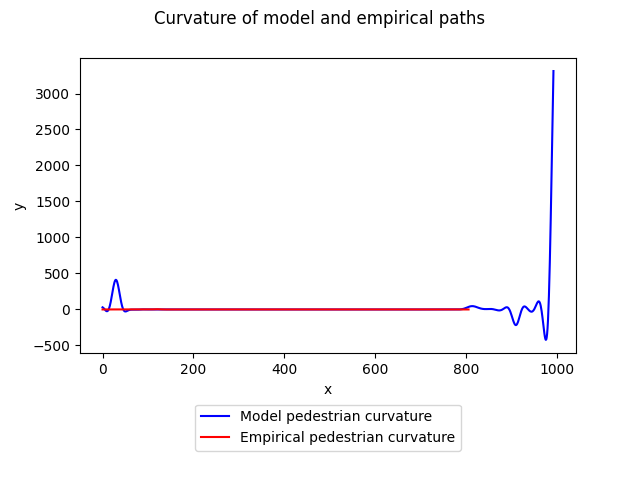 Curvature of model and empirical paths
3000
2500
2000
1500
1000
500
0
−500
y
0 200 400 600 800 1000
x
Model pedestrian curvature
Empirical pedestrian curvature